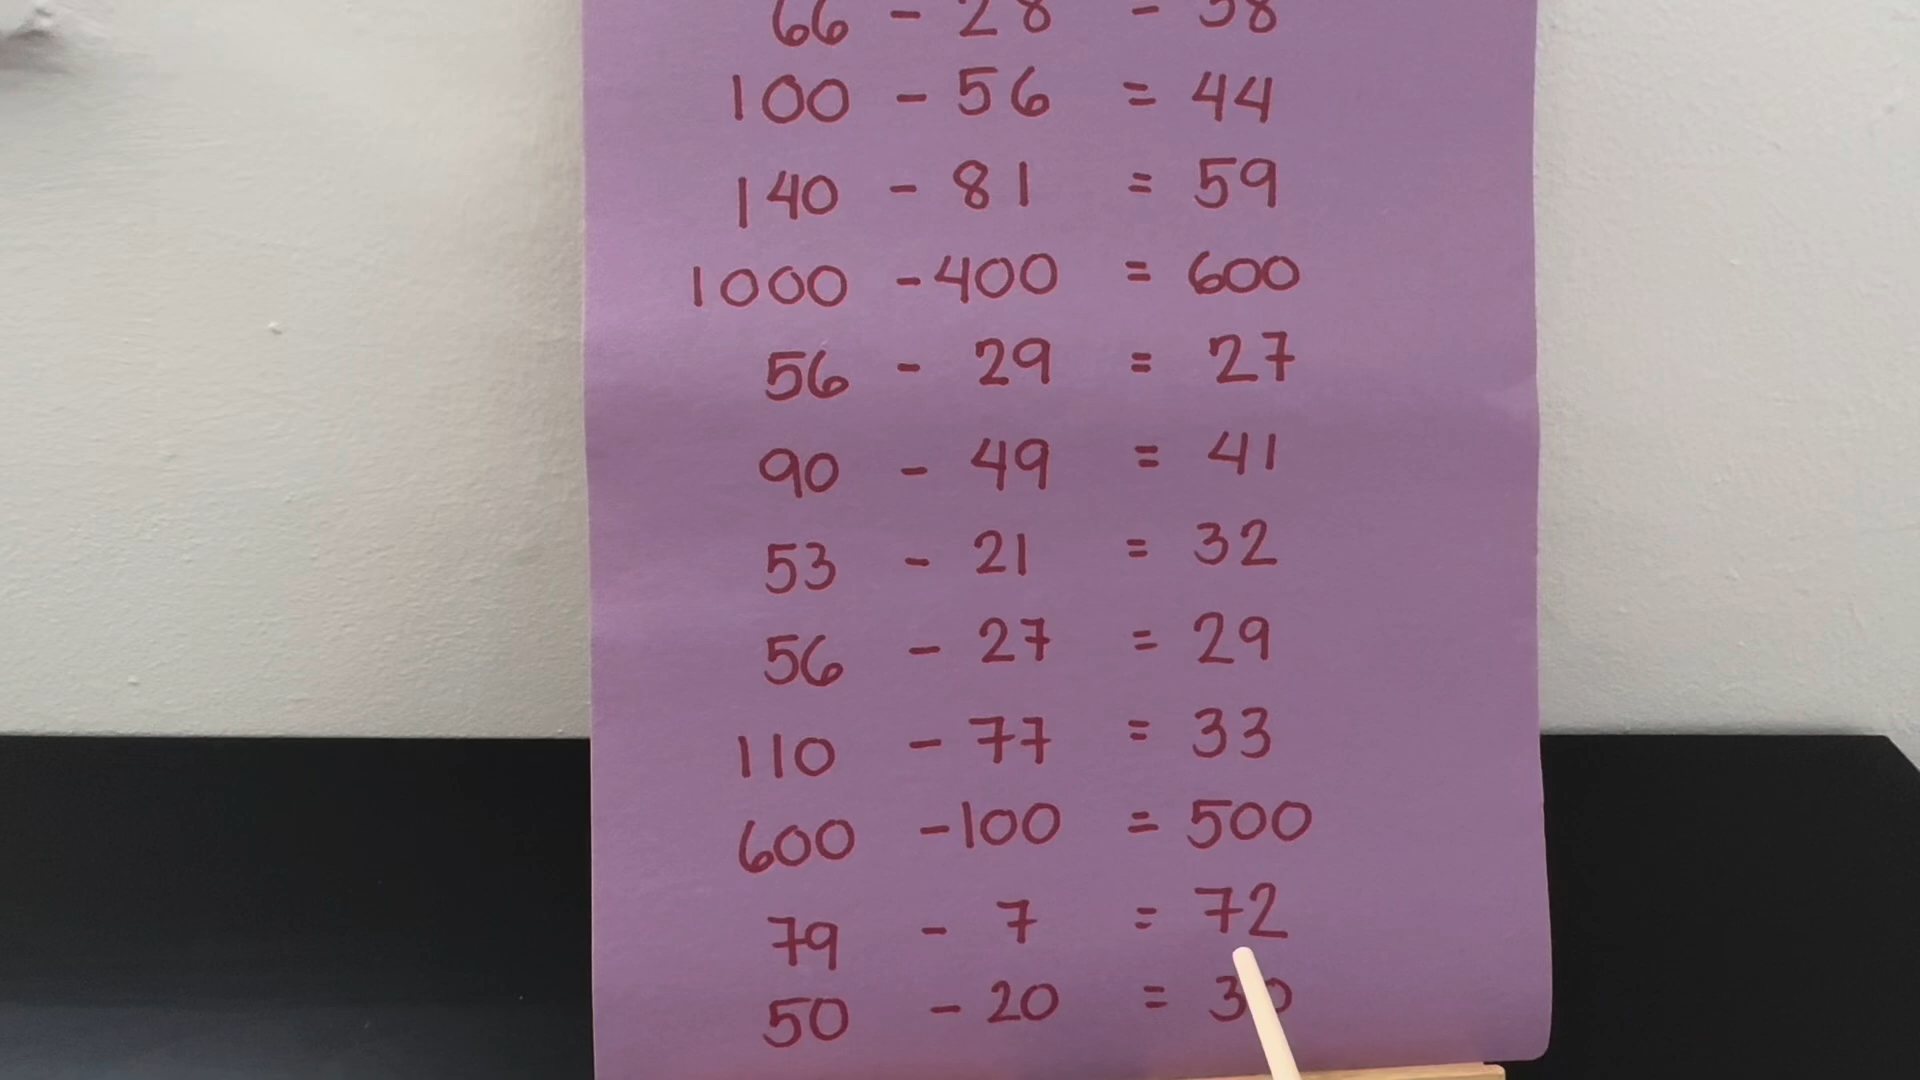 66 - 28 = 38
100 - 56 = 44
140 - 81 = 59
1000 - 400 = 600
56 - 29 = 27
90 - 49 = 41
53 - 21 = 32
56 - 27 = 29
110 - 77 = 33
600 - 100 = 500
79 - 7 = 72
50 - 20 = 30